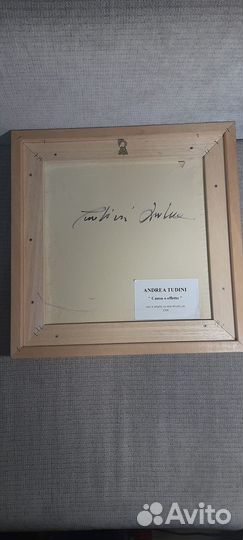 Tudini Andrea
ANDREA TUDINI
" Causa e effetto "
Avito